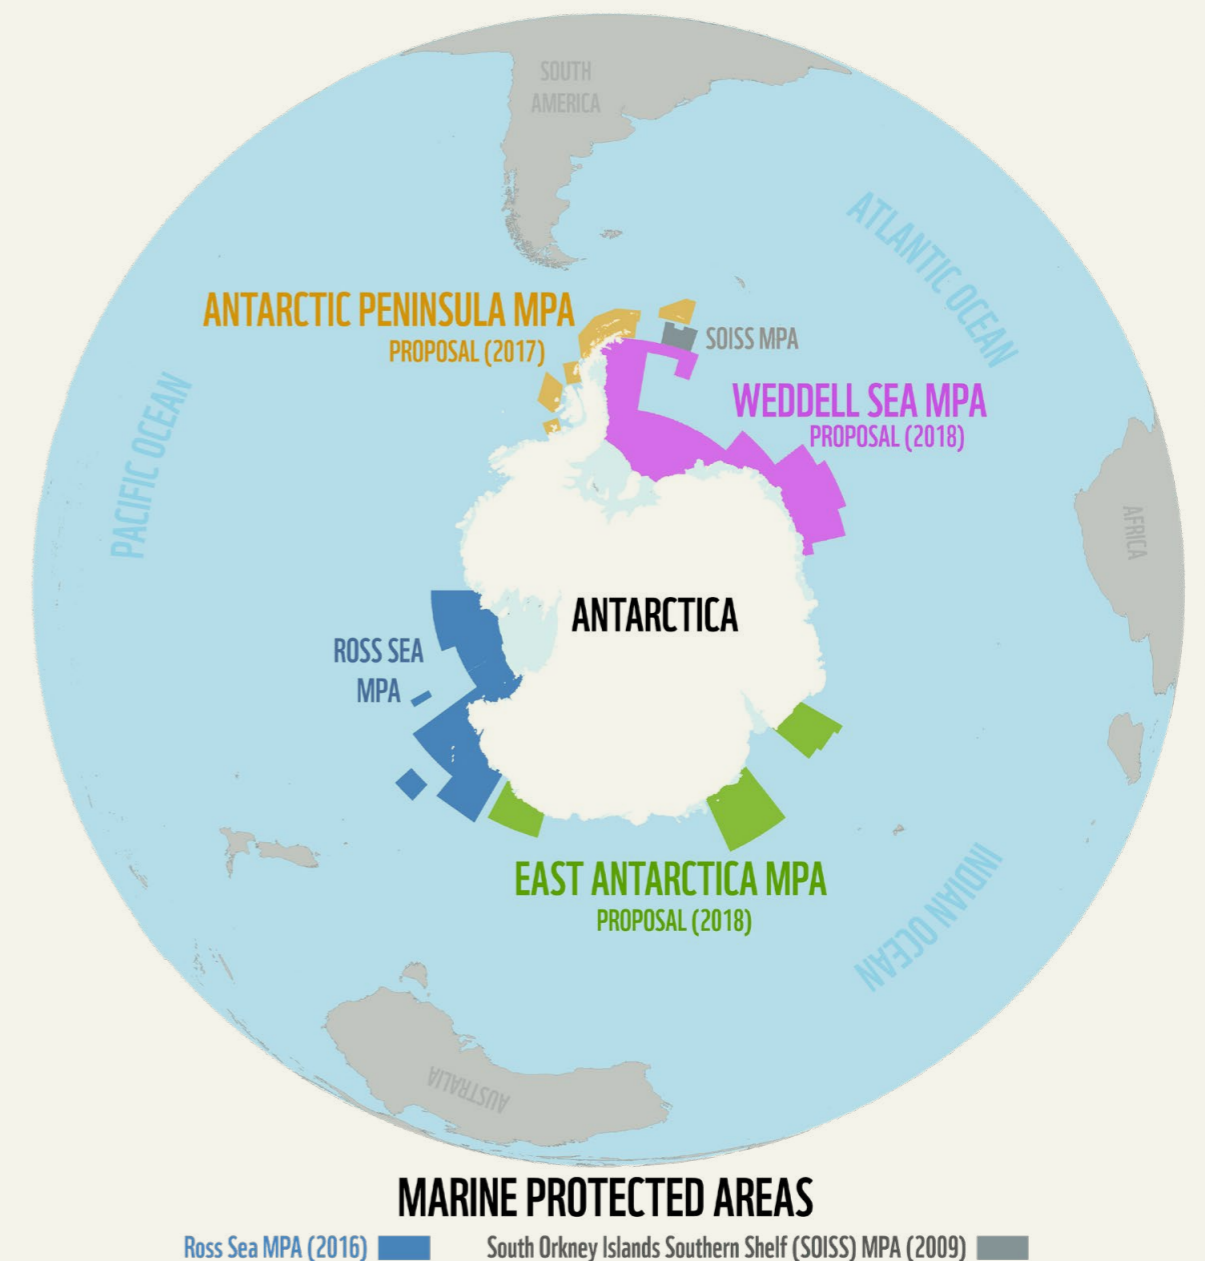 SOUTH
AMERICA
ATLANTIC OCEAN
ANTARCTIC PENINSULA MPA
PROPOSAL (2017)
SOISS MPA
WEDDELL SEA MPA
PROPOSAL (2018)
PACIFIC OCEAN
AFRICA
ANTARCTICA
ROSS SEA
MPA
EAST ANTARCTICA MPA
PROPOSAL (2018)
INDIAN OCEAN
AUSTRALIA
MARINE PROTECTED AREAS
Ross Sea MPA (2016)
South Orkney Islands Southern Shelf (SOISS) MPA (2009)